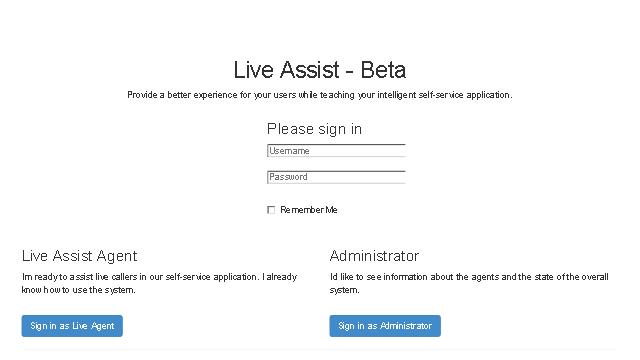 Live Assist - Beta
Provide a better experience for your users while teaching your intelligent self-service application.
Please sign in
Username
Password
Remember Me
Live Assist Agent
Im ready to assist live callers in our self-service application. I already
know how to use the system.
Sign in as Live Agent
Administrator
Id like to see information about the agents and the state of the overall
system.
Sign in as Administrator